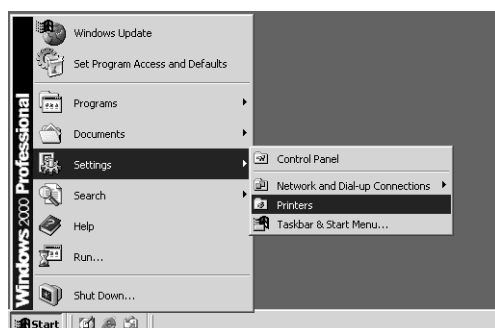 Windows 2000 Professional
Windows Update
Set Program Access and Defaults
Programs
Documents
Settings
Search
Help
Run...
Shut Down...
Control Panel
Network and Dial-up Connections
Printers
Taskbar & Start Menu...
Start